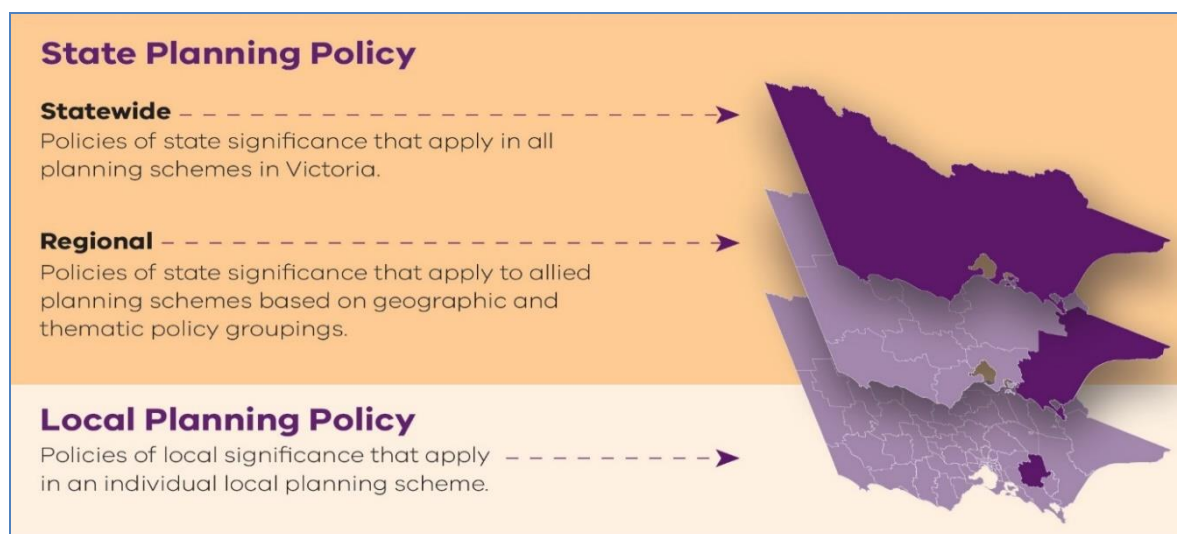 State Planning Policy
Statewide
Policies of state significance that apply in all
planning schemes in Victoria.
Regional
Policies of state significance that apply to allied
planning schemes based on geographic and
thematic policy groupings.
Local Planning Policy
Policies of local significance that apply
in an individual local planning scheme.